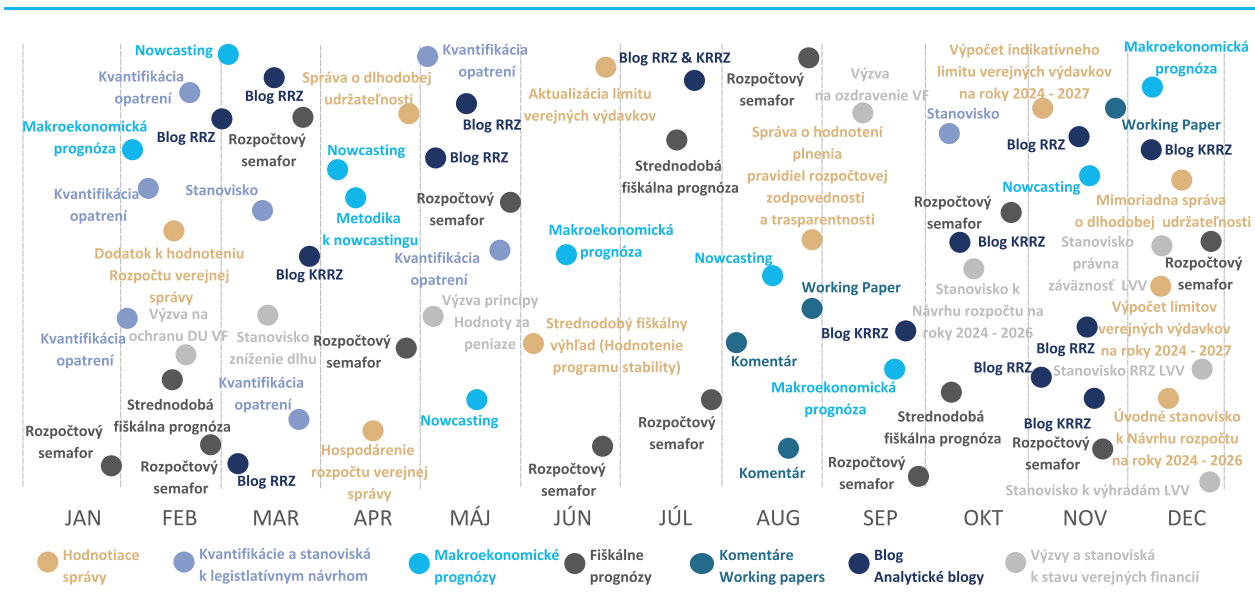 Nowcasting
Kvantifikácia
opatrení
Blog RRZ
Makroekonomická
prognóza
Blog RRZ
Rozpočtový
semafor
Správa o dlhodobej
udržateľnosti
Kvantifikácia
opatrení
Stanovisko
Nowcasting
Metodika
k nowcastingu
Dodatok k hodnoteniu
Rozpočtu verejnej
správy
Blog KRRZ
Kvantifikácia
opatrení
Výzva na
ochranu DU VF
Stanovisko
zníženie dlhu
Rozpočtový
semafor
Strednodobá
fiškálna prognóza
Kvantifikácia
opatrení
Rozpočtový
semafor
Rozpočtový
semafor
Blog RRZ
Hospodárenie
rozpočtu verejnej
správy
Kvantifikácia
opatrení
Blog RRZ
Blog RRZ
Rozpočtový
semafor
Kvantifikácia
opatrení
Výzva princípy
Hodnoty za
peniaze
Nowcasting
Aktualizácia limitu
verejných výdavkov
Makroekonomická
prognóza
Strednodobý fiškálny
výhľad (Hodnotenie
programu stability)
Rozpočtový
semafor
Blog RRZ & KRRZ
Strednodobá
fiškálna prognóza
Rozpočtový
semafor
Rozpočtový
semafor
Správa o hodnotení
plnenia
pravidiel rozpočtovej
zodpovednosti
a trasparentnosti
Nowcasting
Working Paper
Komentár
Makroekonomická
prognóza
Komentár
Výzva
na ozdravenie VF
Blog KRRZ
Rozpočtový
semafor
Výpočet indikatívneho
limitu verejných výdavkov
na roky 2024 - 2027
Stanovisko
Blog RRZ
Nowcasting
Rozpočtový
semafor
Blog KRRZ
Stanovisko k
Návrhu rozpočtu na
roky 2024 - 2026
Strednodobá
fiškálna prognóza
Makroekonomická
prognóza
Working Paper
Blog KRRZ
Mimoriadna správa
o dlhodobej udržateľnosti
Stanovisko
právna
záväznosť LVV
Rozpočtový
semafor
Výpočet limitov
verejných výdavkov
na roky 2024 - 2027
Blog RRZ
Blog RRZ
Stanovisko RRZ LVV
Blog KRRZ
Rozpočtový
semafor
Úvodné stanovisko
k Návrhu rozpočtu
na roky 2024 - 2026
Stanovisko k výhradám LVV
JAN FEB MAR APR MÁJ JÚN JÚL AUG SEP OKT NOV DEC
Hodnotiace
správy
Kvantifikácie a stanoviská
k legistlatívnym návrhom
Makroekonomické
prognózy
Fiškálne
prognózy
Komentáre
Working papers
Blog
Analytické blogy
Výzvy a stanoviská
k stavu verejných financií